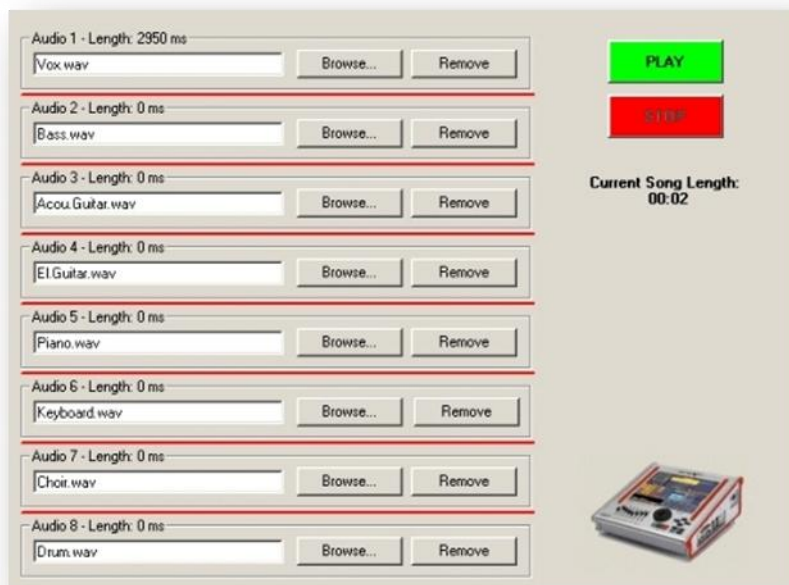 Audio 1 - Length: 2950 ms
Vox.wav Browse... Remove
Audio 2 - Length: 0 ms
Bass.wav Browse... Remove
Audio 3 - Length: 0 ms
Acou.Guitar.wav Browse... Remove
Audio 4 - Length: 0 ms
El.Guitar.wav Browse... Remove
Audio 5 - Length: 0 ms
Piano.wav Browse... Remove
Audio 6 - Length: 0 ms
Keyboard.wav Browse... Remove
Audio 7 - Length: 0 ms
Choir.wav Browse... Remove
Audio 8 - Length: 0 ms
Drum.wav Browse... Remove
PLAY
STOP
Current Song Length:
00:02